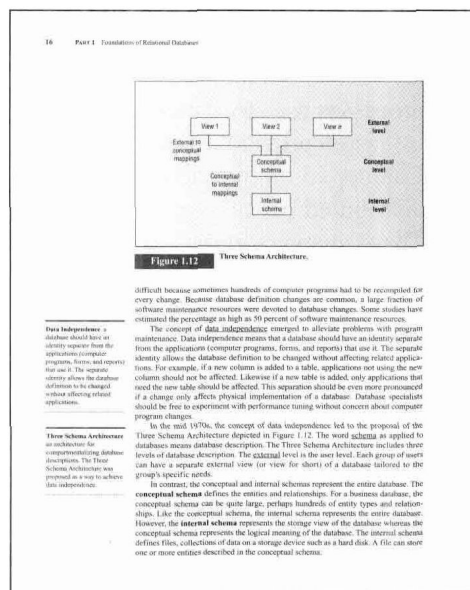 16 PART 1 Foundations of Relational Databases
View 1 View 2 View n External level
External to conceptual mappings
Conceptual schema Conceptual level
Conceptual to internal mappings
Internal schema Internal level
Figure 1.12 Three Schema Architecture.
difficult because sometimes hundreds of computer programs had to be recompiled for
every change. Because database definition changes are common, a large fraction of
software maintenance resources were devoted to database changes. Some studies have
estimated the percentage as high as 50 percent of software maintenance resources.
Data Independence a
database should have an
identity separate from the
applications (computer
programs, forms, and reports)
that use it. The separate
identity allows the database
definition to be changed
without affecting related
applications.
The concept of data independence emerged to alleviate problems with program
maintenance. Data independence means that a database should have an identity separate
from the applications (computer programs, forms, and reports) that use it. The separate
identity allows the database definition to be changed without affecting related applica-
tions. For example, if a new column is added to a table, applications not using the new
column should not be affected. Likewise if a new table is added, only applications that
need the new table should be affected. This separation should be even more pronounced
if a change only affects physical implementation of a database. Database specialists
should be free to experiment with performance tuning without concern about computer
program changes.
Three Schema Architecture
an architecture for
compartmentalizing database
descriptions. The Three
Schema Architecture was
proposed as a way to achieve
data independence.
In the mid 1970s, the concept of data independence led to the proposal of the
Three Schema Architecture depicted in Figure 1.12. The word schema as applied to
databases means database description. The Three Schema Architecture includes three
levels of database description. The external level is the user level. Each group of users
can have a separate external view (or view for short) of a database tailored to the
group's specific needs.
In contrast, the conceptual and internal schemas represent the entire database. The
conceptual schema defines the entities and relationships. For a business database, the
conceptual schema can be quite large, perhaps hundreds of entity types and relation-
ships. Like the conceptual schema, the internal schema represents the entire database.
However, the internal schema represents the storage view of the database whereas the
conceptual schema represents the logical meaning of the database. The internal schema
defines files, collections of data on a storage device such as a hard disk. A file can store
one or more entities described in the conceptual schema.